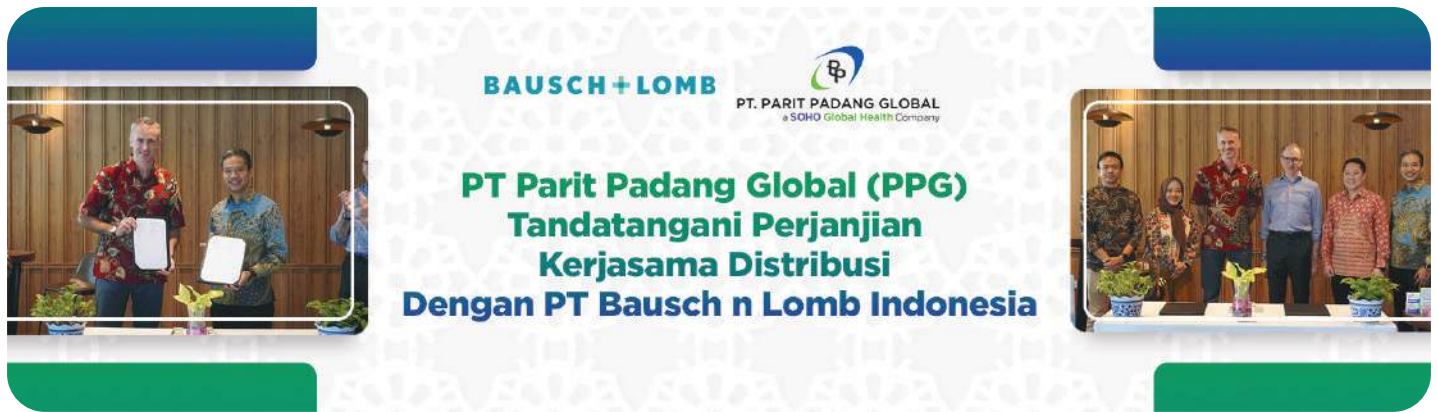 BAUSCH + LOMB
PP
PT. PARIT PADANG GLOBAL
a SOHO Global Health Company
PT Parit Padang Global (PPG)
Tandatangani Perjanjian
Kerjasama Distribusi
Dengan PT Bausch n Lomb Indonesia